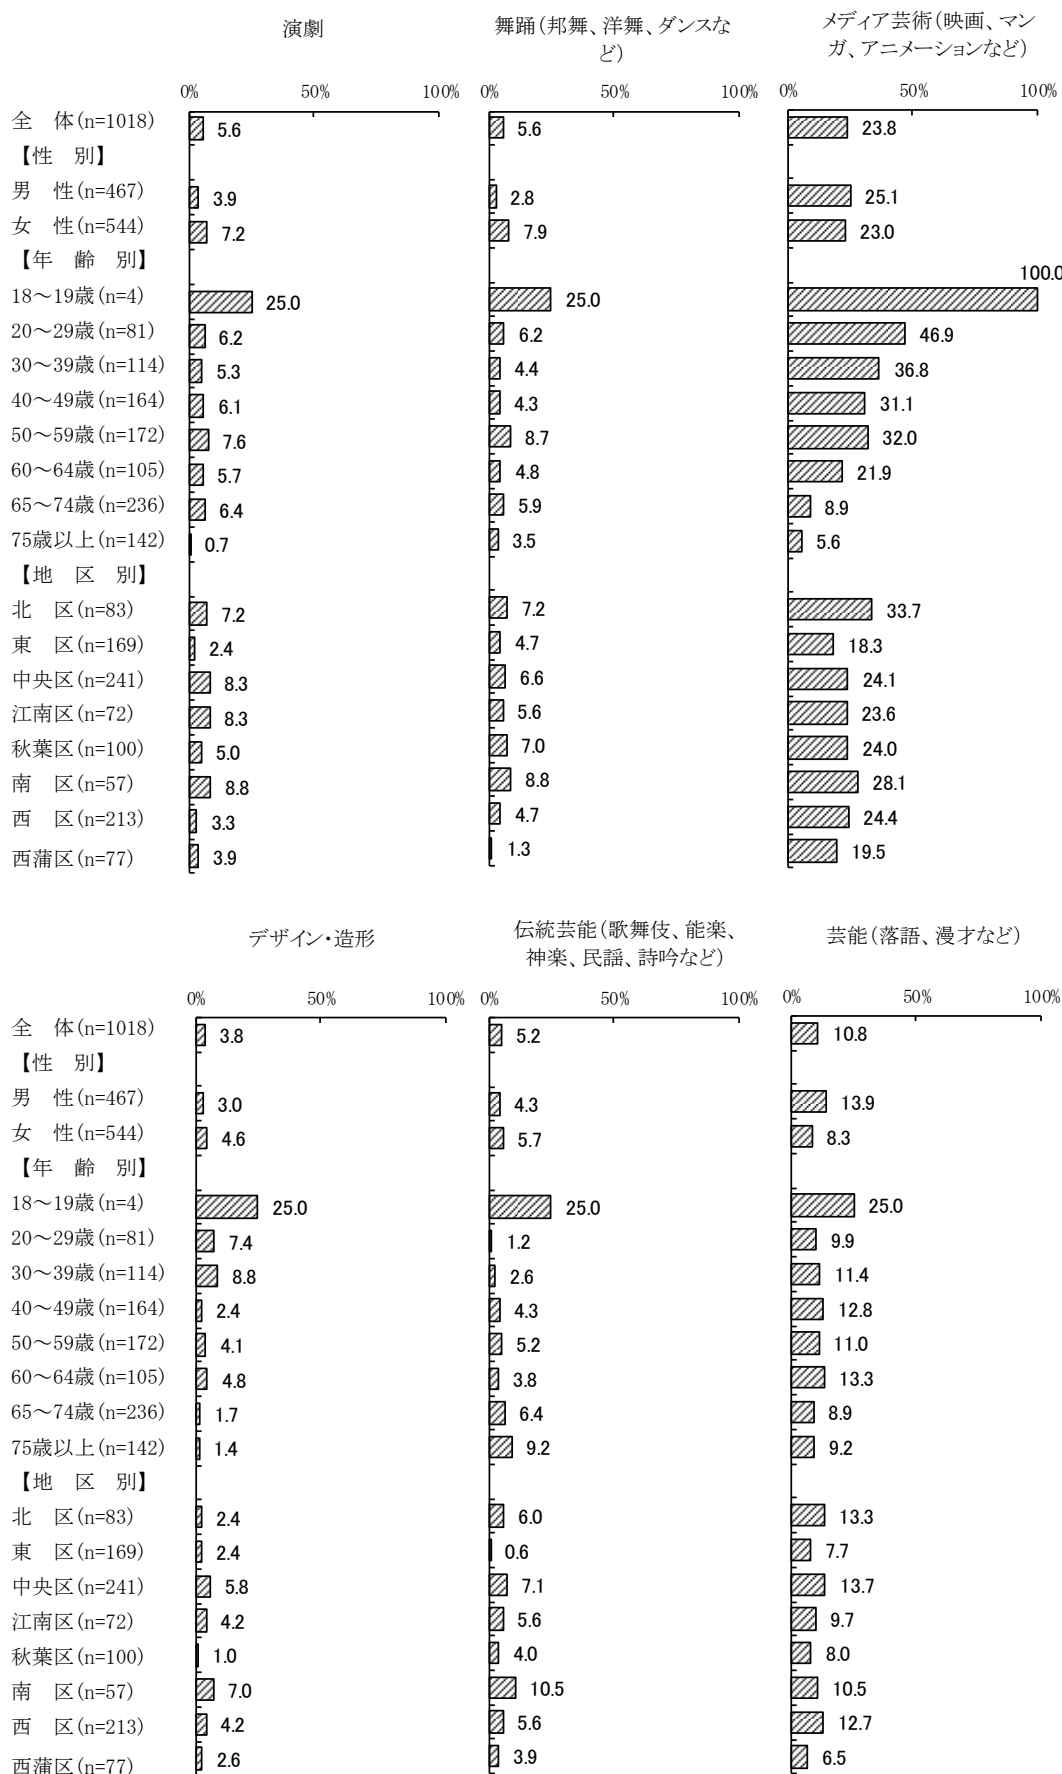 演劇
舞踊(邦舞、洋舞、ダンスな
ど)
メディア芸術(映画、マン
ガ、アニメーションなど)
0% 50% 100% 0% 50% 100% 0% 50% 100%
全 体(n=1018) 5.6 5.6 23.8
【性 別】
男 性(n=467) 3.9 2.8 25.1
女 性(n=544) 7.2 7.9 23.0
【年 齢 別】
18～19歳(n=4) 25.0 25.0 100.0
20～29歳(n=81) 6.2 6.2 46.9
30～39歳(n=114) 5.3 4.4 36.8
40～49歳(n=164) 6.1 4.3 31.1
50～59歳(n=172) 7.6 8.7 32.0
60～64歳(n=105) 5.7 4.8 21.9
65～74歳(n=236) 6.4 5.9 8.9
75歳以上(n=142) 0.7 3.5 5.6
【地 区 別】
北 区(n=83) 7.2 7.2 33.7
東 区(n=169) 2.4 4.7 18.3
中央区(n=241) 8.3 6.6 24.1
江南区(n=72) 8.3 5.6 23.6
秋葉区(n=100) 5.0 7.0 24.0
南 区(n=57) 8.8 8.8 28.1
西 区(n=213) 3.3 4.7 24.4
西蒲区(n=77) 3.9 1.3 19.5
デザイン・造形
伝統芸能(歌舞伎、能楽、
神楽、民謡、詩吟など)
芸能(落語、漫才など)
0% 50% 100% 0% 50% 100% 0% 50% 100%
全 体(n=1018) 3.8 5.2 10.8
【性 別】
男 性(n=467) 3.0 4.3 13.9
女 性(n=544) 4.6 5.7 8.3
【年 齢 別】
18～19歳(n=4) 25.0 25.0 25.0
20～29歳(n=81) 7.4 1.2 9.9
30～39歳(n=114) 8.8 2.6 11.4
40～49歳(n=164) 2.4 4.3 12.8
50～59歳(n=172) 4.1 5.2 11.0
60～64歳(n=105) 4.8 3.8 13.3
65～74歳(n=236) 1.7 6.4 8.9
75歳以上(n=142) 1.4 9.2 9.2
【地 区 別】
北 区(n=83) 2.4 6.0 13.3
東 区(n=169) 2.4 0.6 7.7
中央区(n=241) 5.8 7.1 13.7
江南区(n=72) 4.2 5.6 9.7
秋葉区(n=100) 1.0 4.0 8.0
南 区(n=57) 7.0 10.5 10.5
西 区(n=213) 4.2 5.6 12.7
西蒲区(n=77) 2.6 3.9 6.5